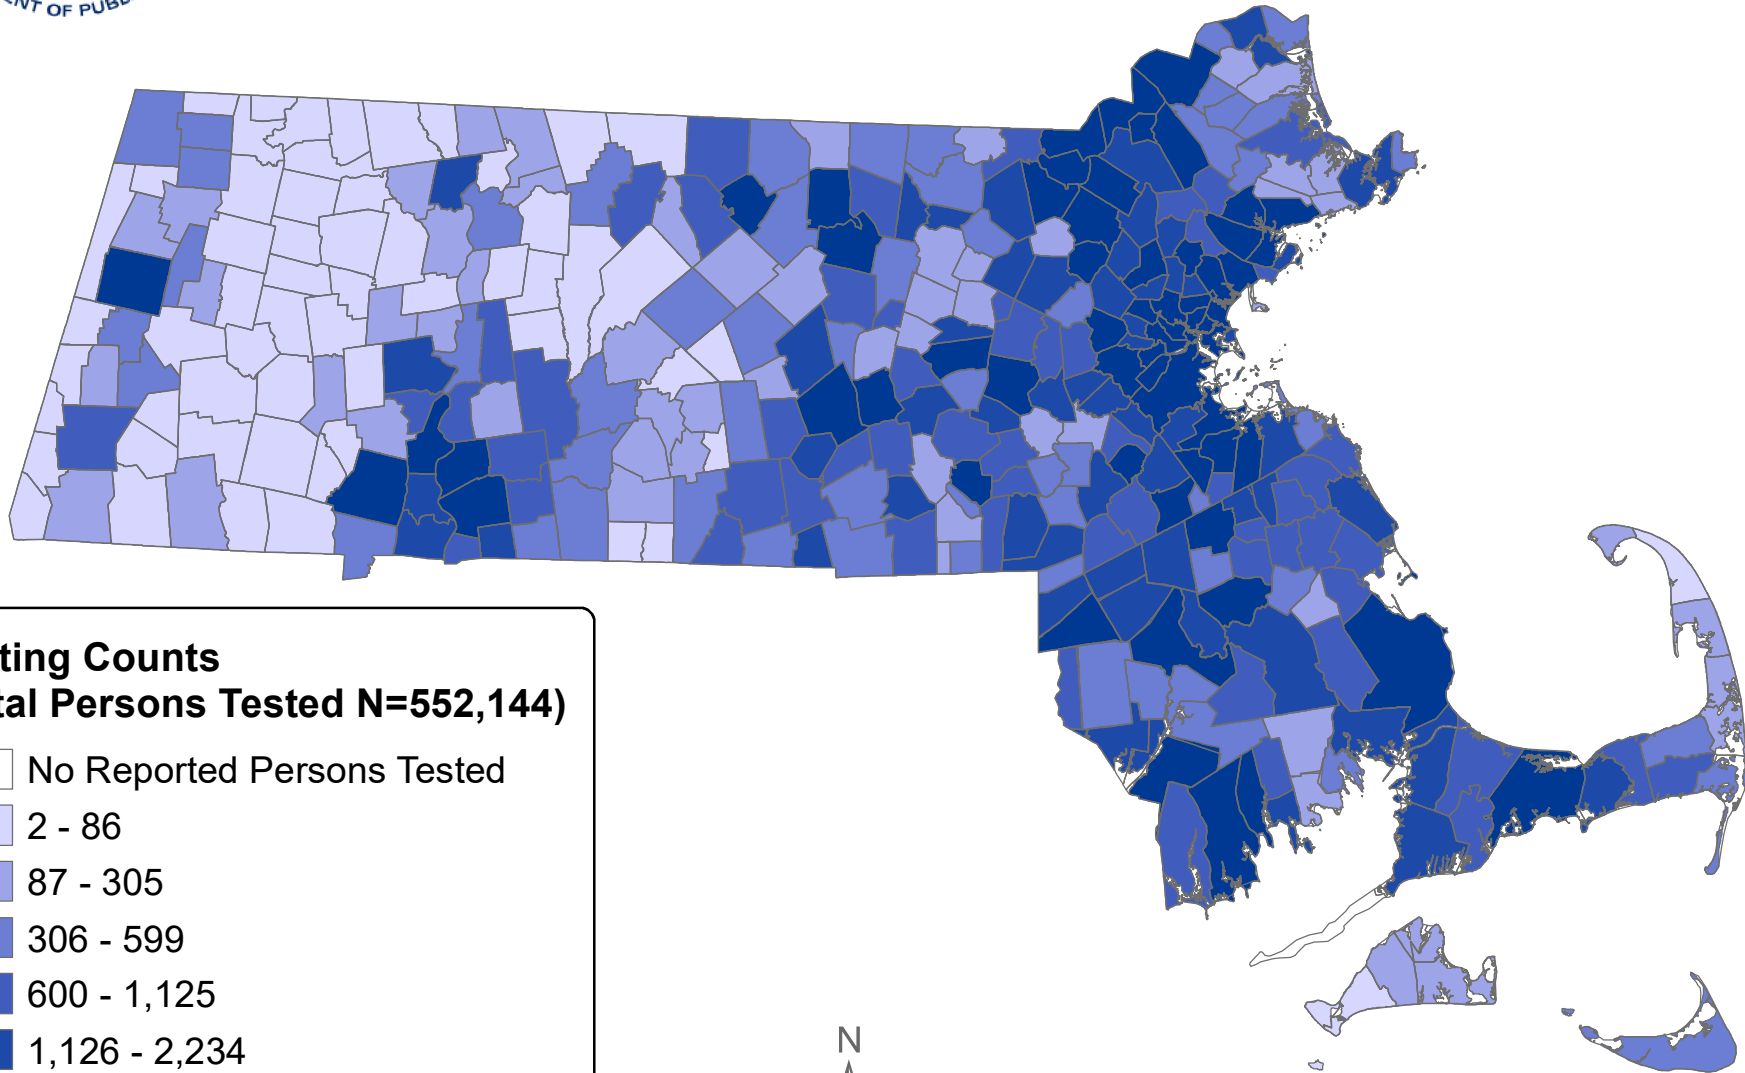 OF PUB
ting Counts
tal Persons Tested N=552,144)
No Reported Persons Tested
2 - 86
87 - 305
306 - 599
600 - 1,125
1,126 - 2,234
N